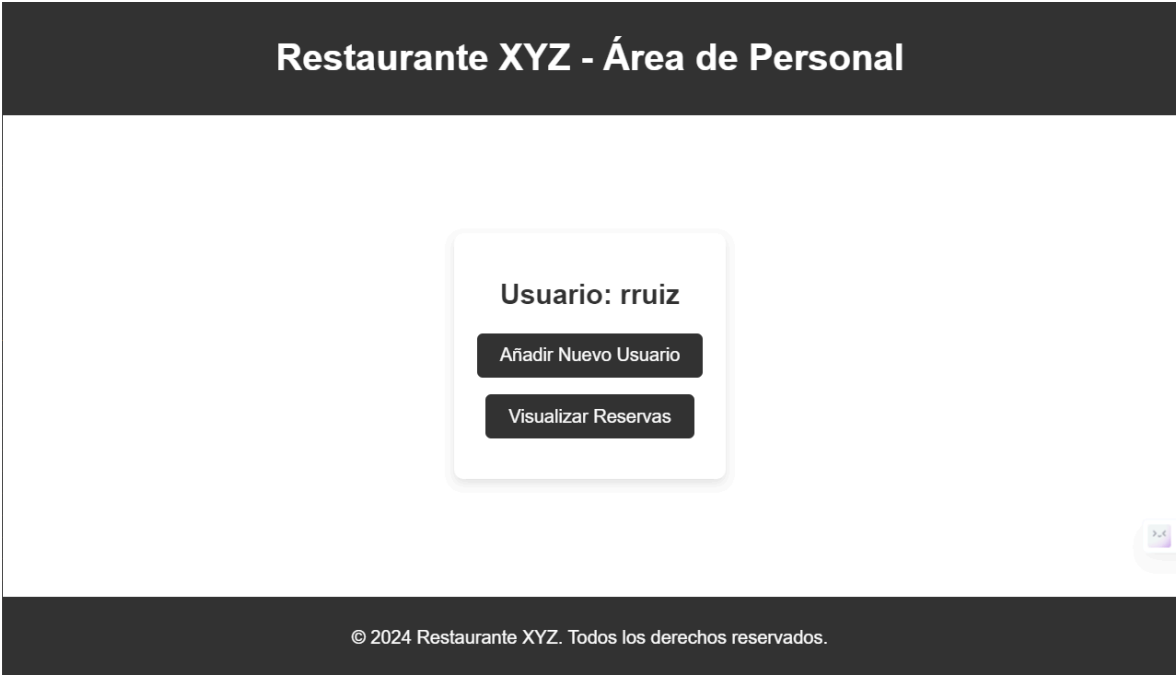 Restaurante XYZ - Área de Personal
Usuario: rruiz
Añadir Nuevo Usuario
Visualizar Reservas
© 2024 Restaurante XYZ. Todos los derechos reservados.